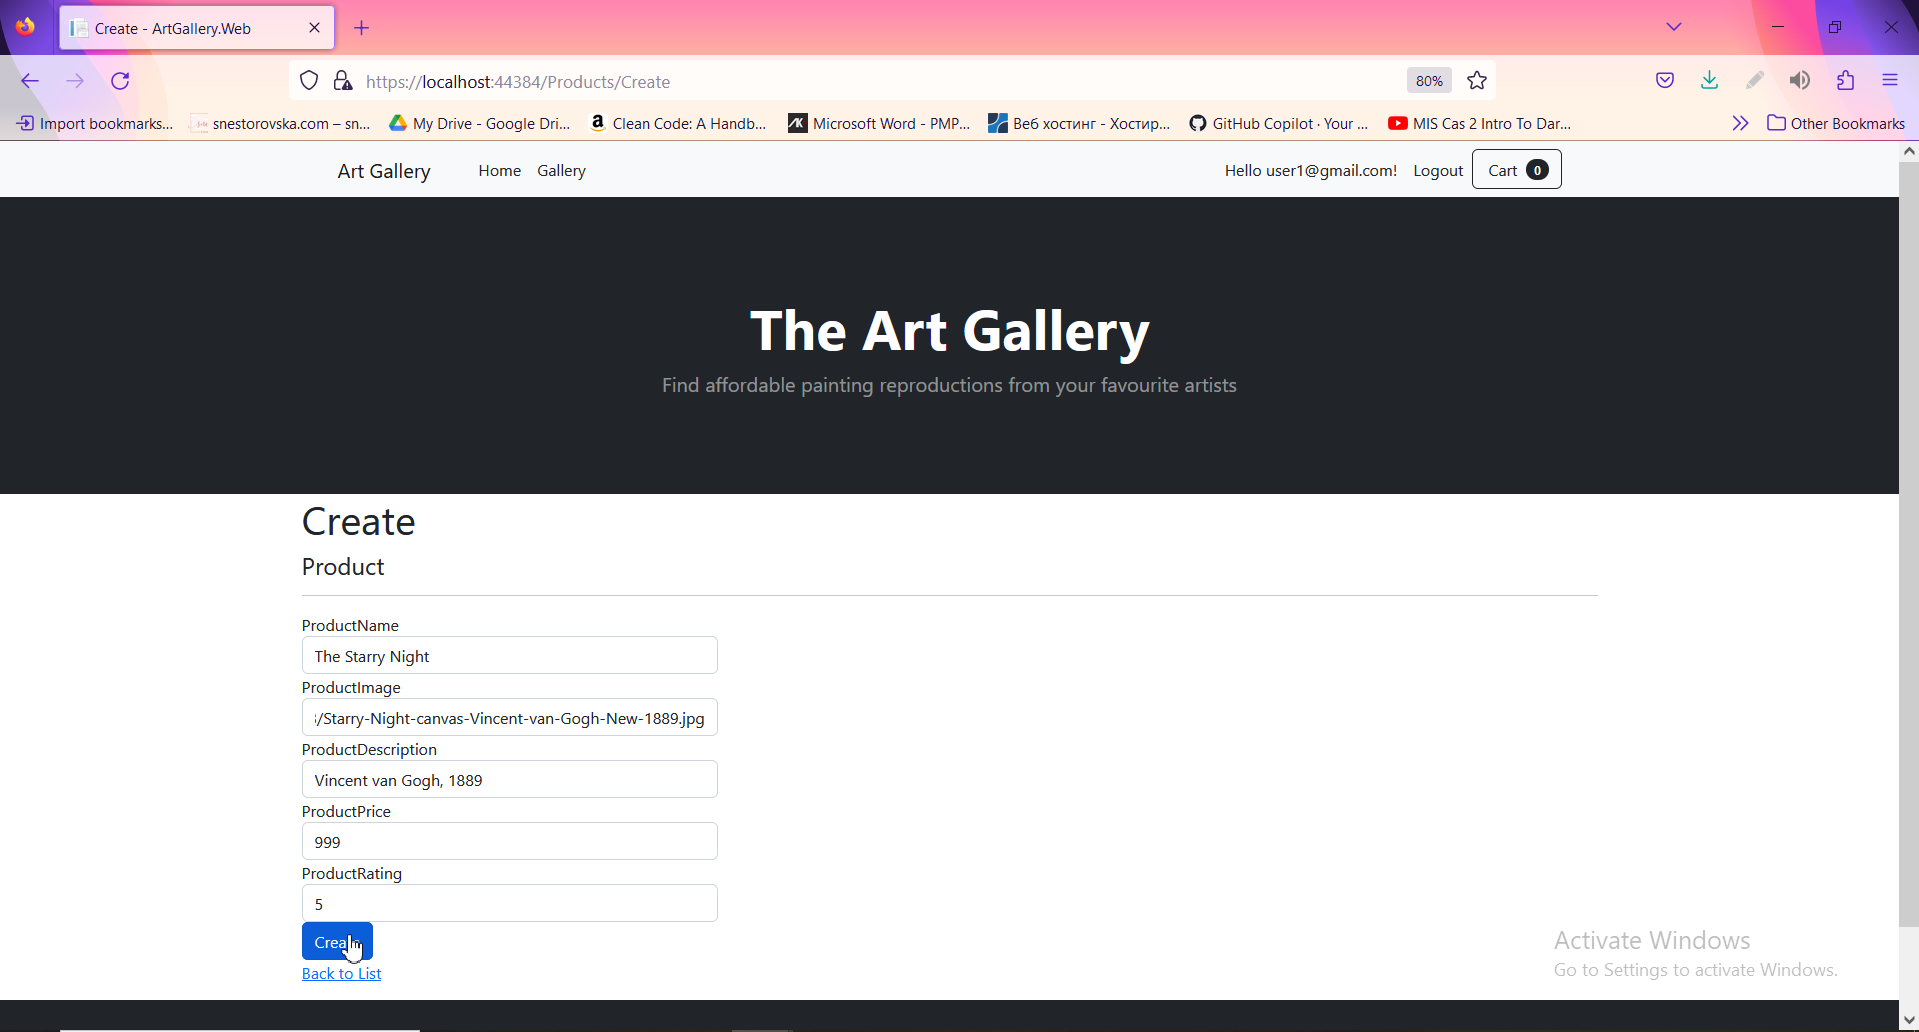 Create - ArtGallery.Web
https://localhost:44384/Products/Create
80%
Import bookmarks...
snestorovska.com – sn...
My Drive - Google Dri...
Clean Code: A Handb...
Microsoft Word - PMP...
Веб хостинг - Хостир...
GitHub Copilot · Your ...
MIS Cas 2 Intro To Dar...
Other Bookmarks
Art Gallery
Home
Gallery
Hello user1@gmail.com!
Logout
Cart 0
The Art Gallery
Find affordable painting reproductions from your favourite artists
Create
Product
ProductName
The Starry Night
ProductImage
/Starry-Night-canvas-Vincent-van-Gogh-New-1889.jpg
ProductDescription
Vincent van Gogh, 1889
ProductPrice
999
ProductRating
5
Back to List
Activate Windows
Go to Settings to activate Windows.